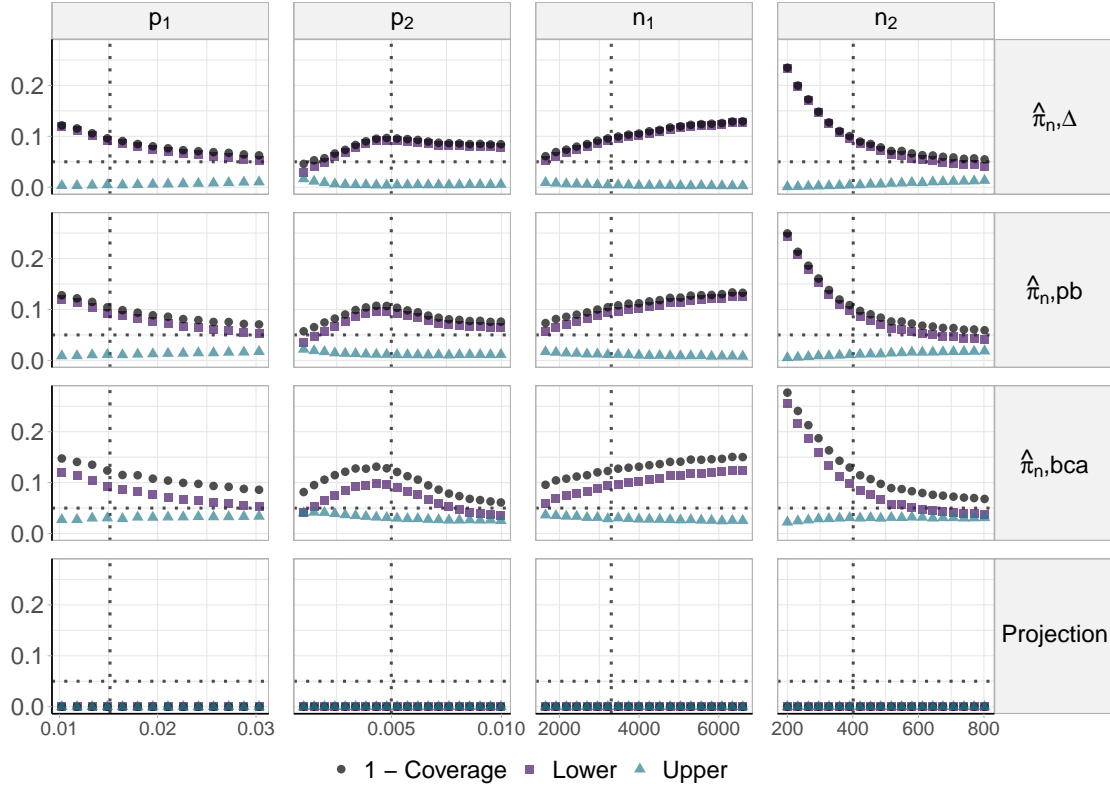 p₁ p₂ n₁ n₂
0.2
0.1
0.0
π̂ₙ,Δ
0.2
0.1
0.0
π̂ₙ,pb
0.2
0.1
0.0
π̂ₙ,bca
0.2
0.1
0.0
Projection
0.01 0.02 0.03 0.005 0.010 2000 4000 6000 200 400 600 800
1 − Coverage Lower Upper